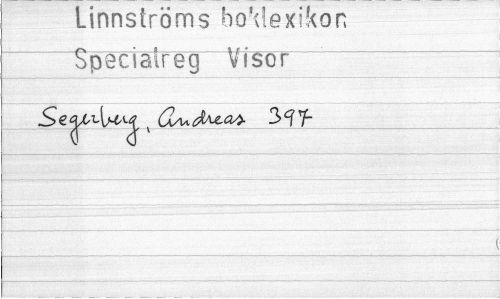 Linnströms boklexikon
Specialreg Visor
Segerberg, Andreas 397